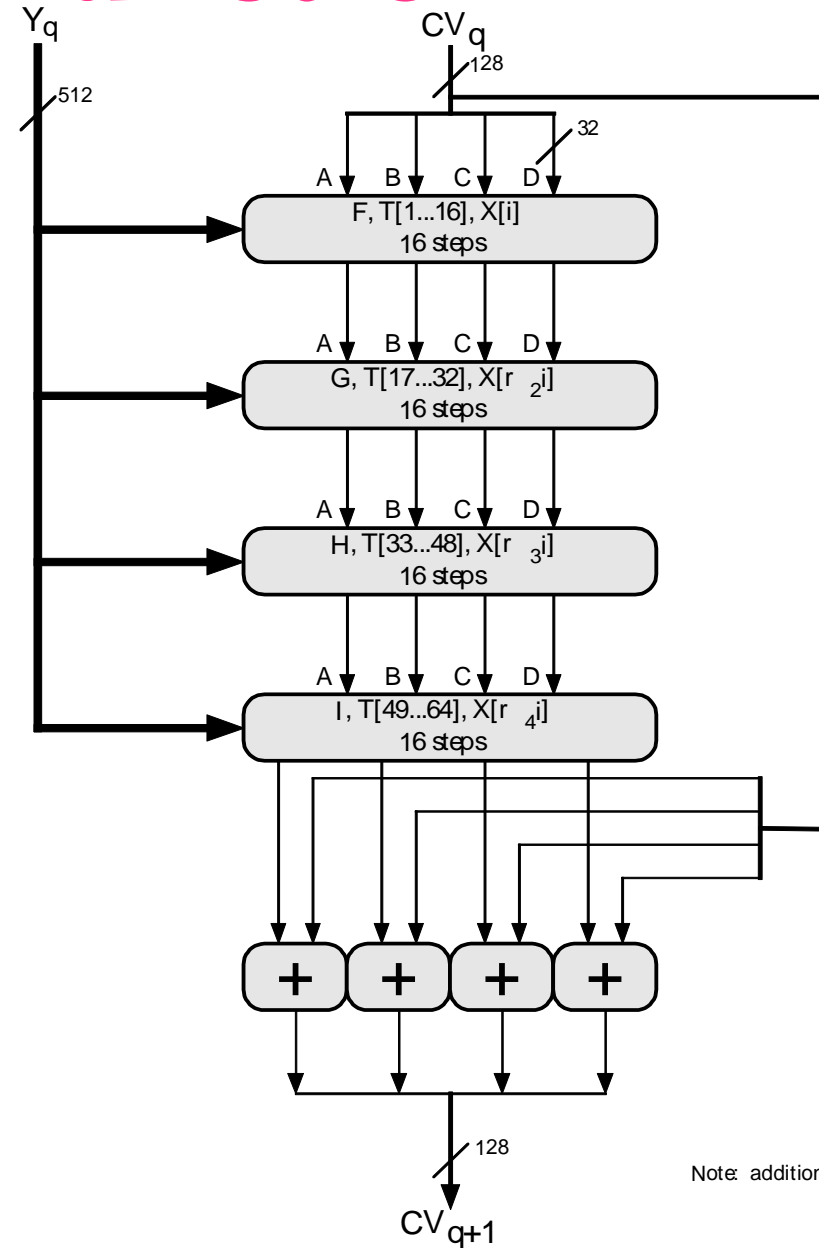 Yq
CVq
128
512
32
A B C D
F, T[1...16], X[i]
16 steps
A B C D
G, T[17...32], X[r 2i]
16 steps
A B C D
H, T[33...48], X[r 3i]
16 steps
A B C D
I, T[49...64], X[r 4i]
16 steps
+ + + +
128
Note: addition
CVq+1